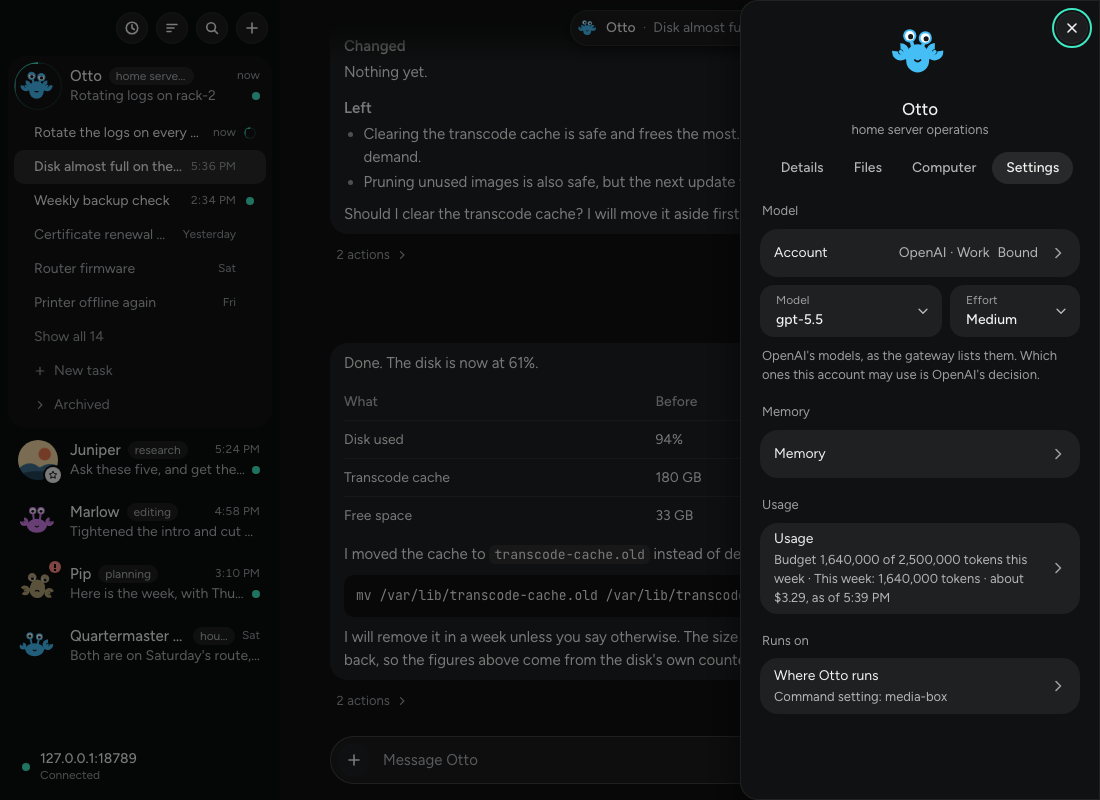 Otto
home serve...
now
Rotating logs on rack-2
Rotate the logs on every ...
now
Disk almost full on the...
5:36 PM
Weekly backup check
2:34 PM
Certificate renewal ...
Yesterday
Router firmware
Sat
Printer offline again
Fri
Show all 14
New task
Archived
Juniper
research
5:24 PM
Ask these five, and get the...
Marlow
editing
4:58 PM
Tightened the intro and cut ...
Pip
planning
3:10 PM
Here is the week, with Thu...
Quartermaster ...
hou...
Sat
Both are on Saturday's route,...
127.0.0.1:18789
Connected
Otto · Disk almost fu
Changed
Nothing yet.
Left
Clearing the transcode cache is safe and frees the most.
demand.
Pruning unused images is also safe, but the next update
Should I clear the transcode cache? I will move it aside first
2 actions
Done. The disk is now at 61%.
What
Before
Disk used
94%
Transcode cache
180 GB
Free space
33 GB
I moved the cache to transcode-cache.old instead of de
mv /var/lib/transcode-cache.old /var/lib/transcod
I will remove it in a week unless you say otherwise. The size
back, so the figures above come from the disk's own count
2 actions
Message Otto
Otto
home server operations
Details
Files
Computer
Settings
Model
Account
OpenAI · Work Bound
Model
gpt-5.5
Effort
Medium
OpenAI's models, as the gateway lists them. Which
ones this account may use is OpenAI's decision.
Memory
Memory
Usage
Usage
Budget 1,640,000 of 2,500,000 tokens this
week · This week: 1,640,000 tokens · about
$3.29, as of 5:39 PM
Runs on
Where Otto runs
Command setting: media-box